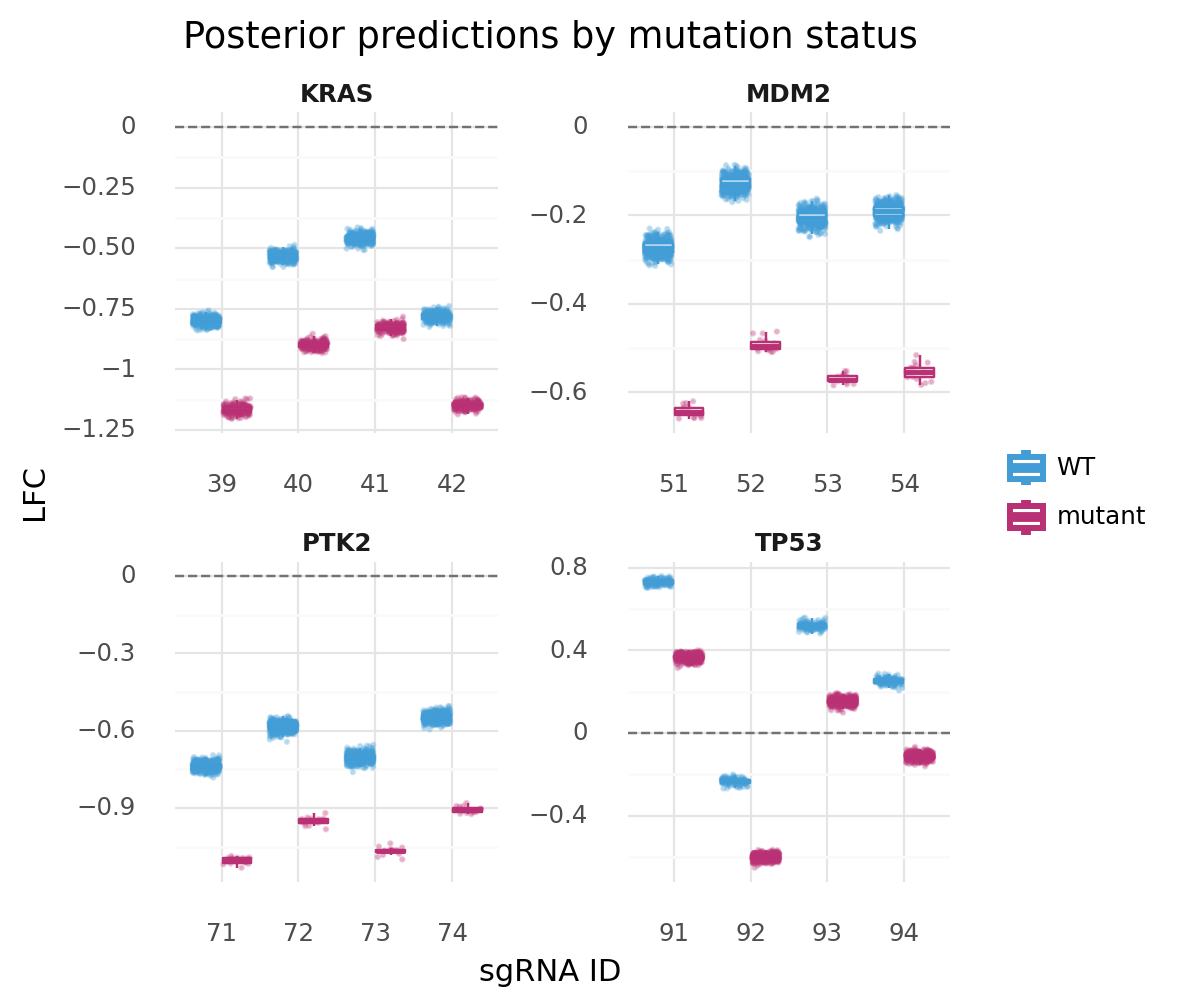 Posterior predictions by mutation status
KRAS
MDM2
0
−0.25
−0.50
−0.75
−1
−1.25
0
−0.2
−0.4
−0.6
39 40 41 42
51 52 53 54
LFC
WT
mutant
PTK2
TP53
0
−0.3
−0.6
−0.9
0.8
0.4
0
−0.4
71 72 73 74
91 92 93 94
sgRNA ID